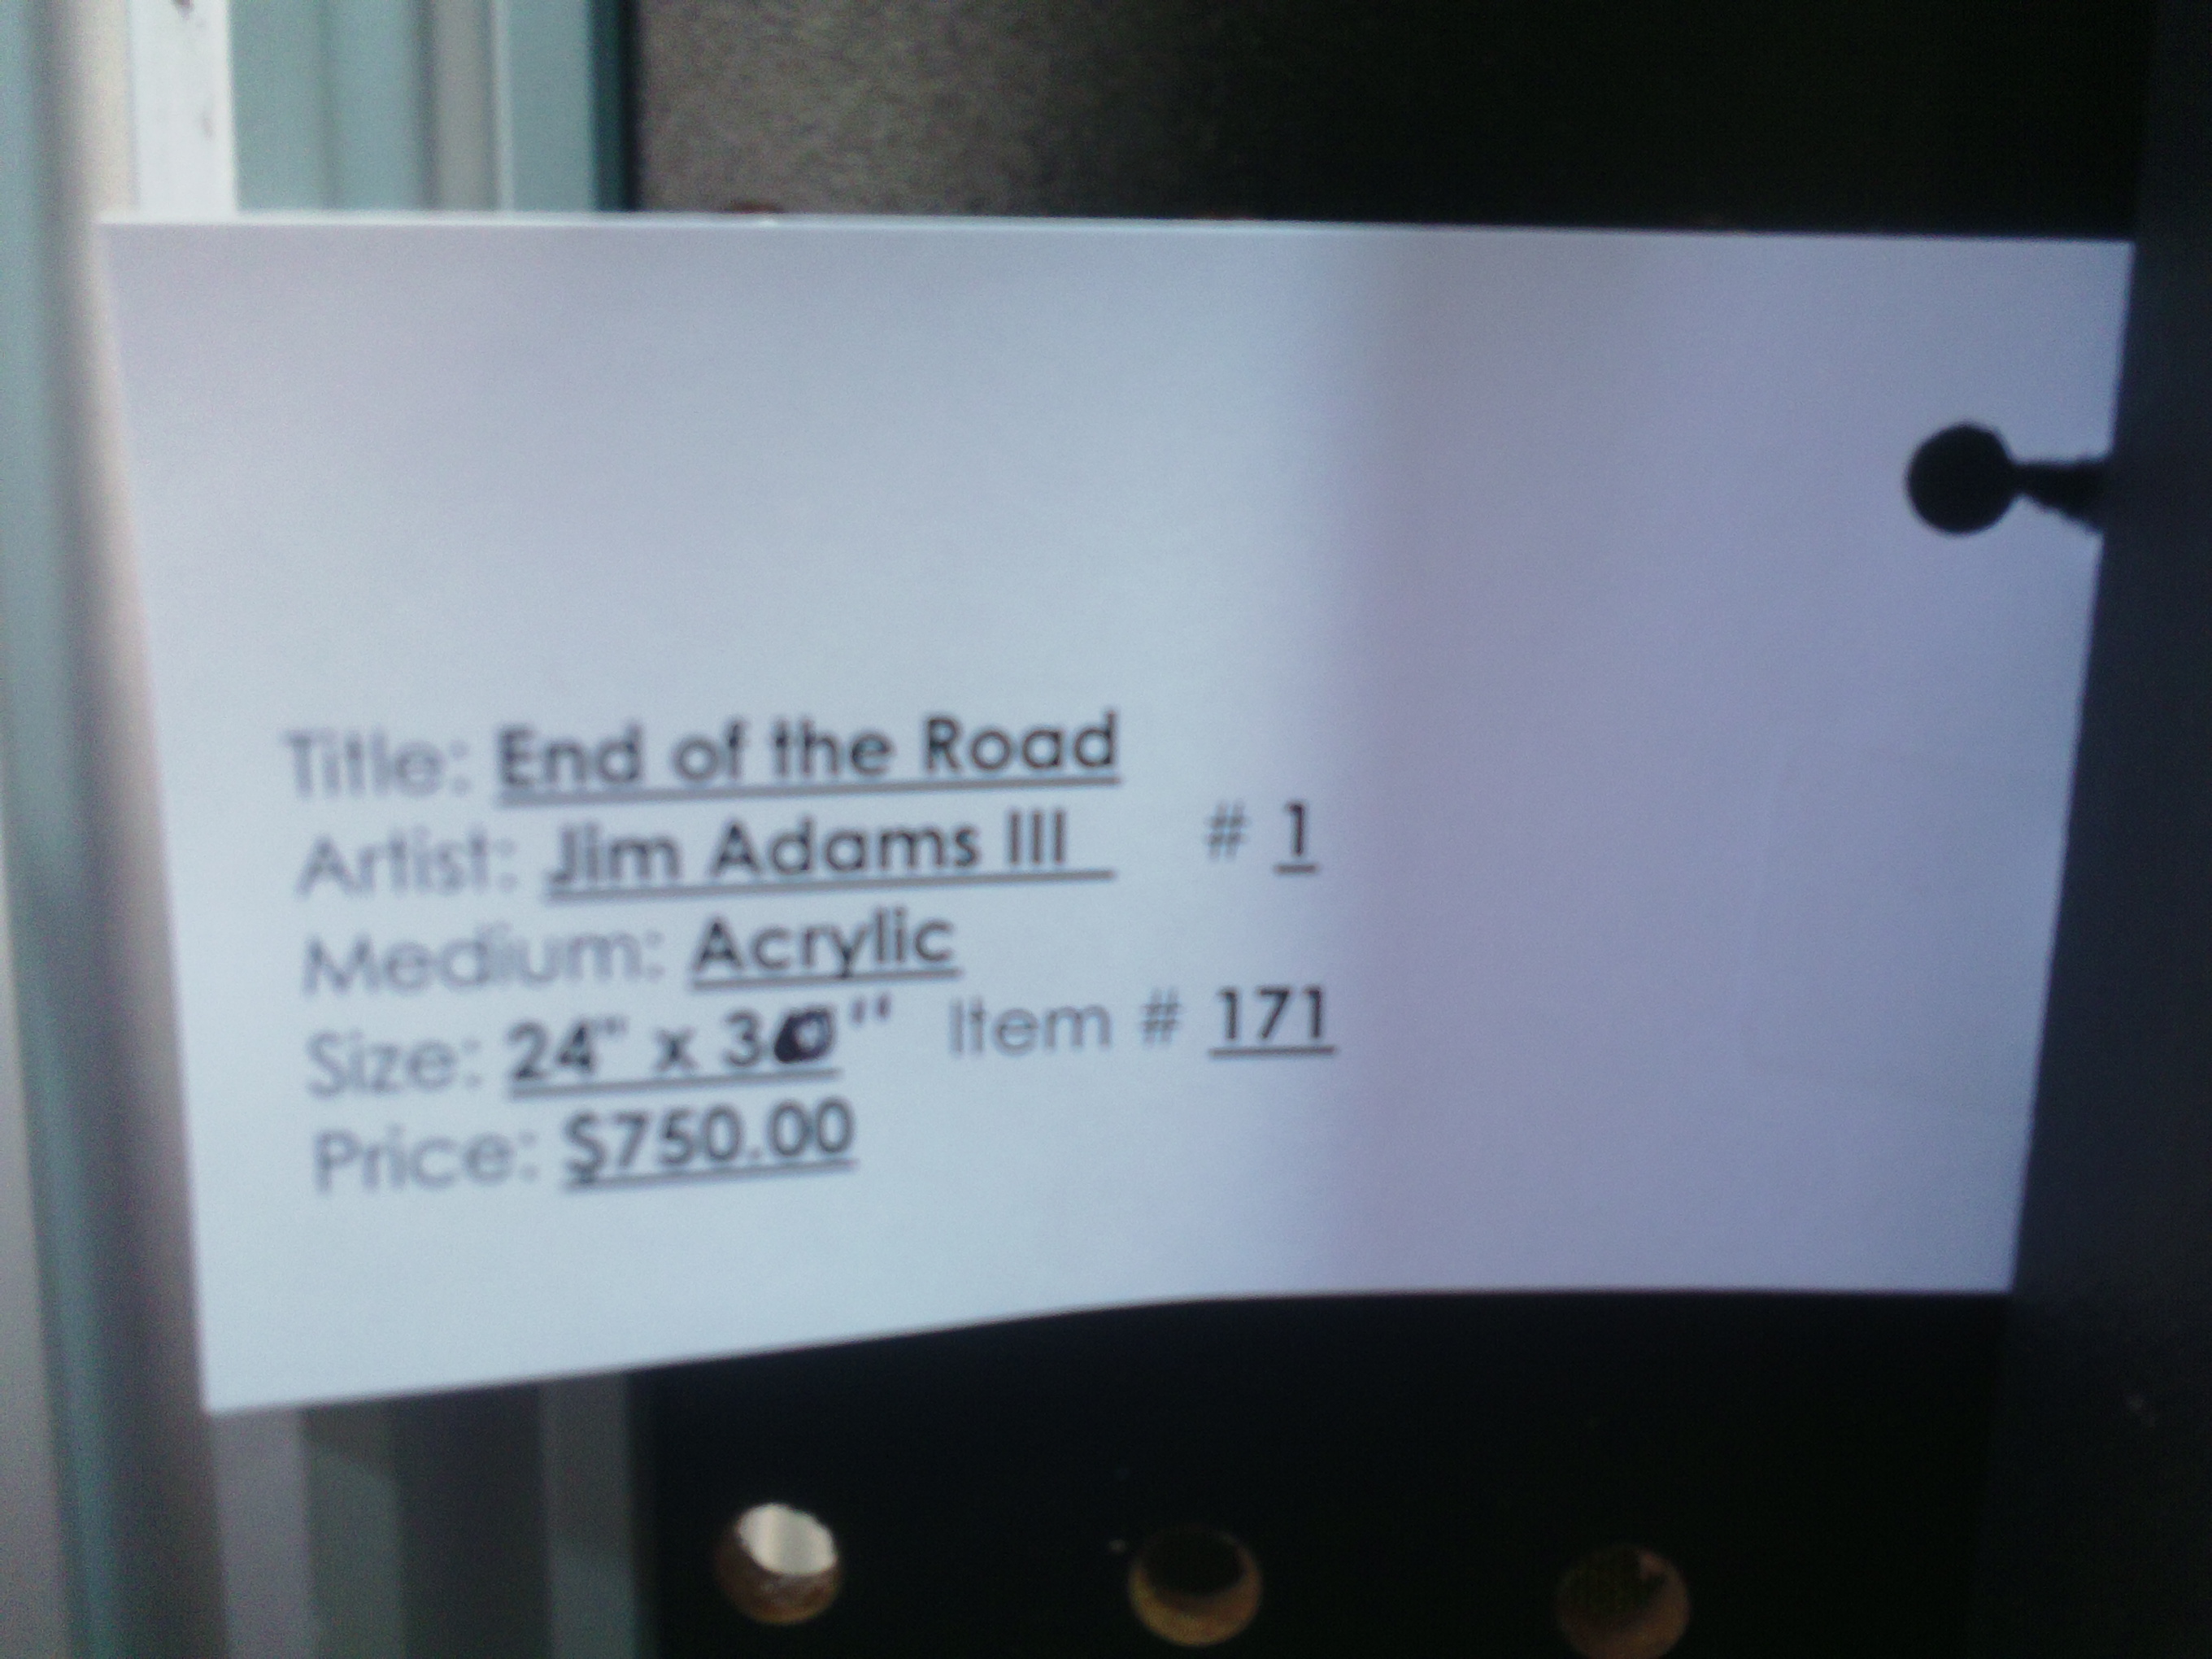 Title: End of the Road
Artist: Jim Adams III # 1
Medium: Acrylic
Size: 24" x 30" Item # 171
Price: $750.00